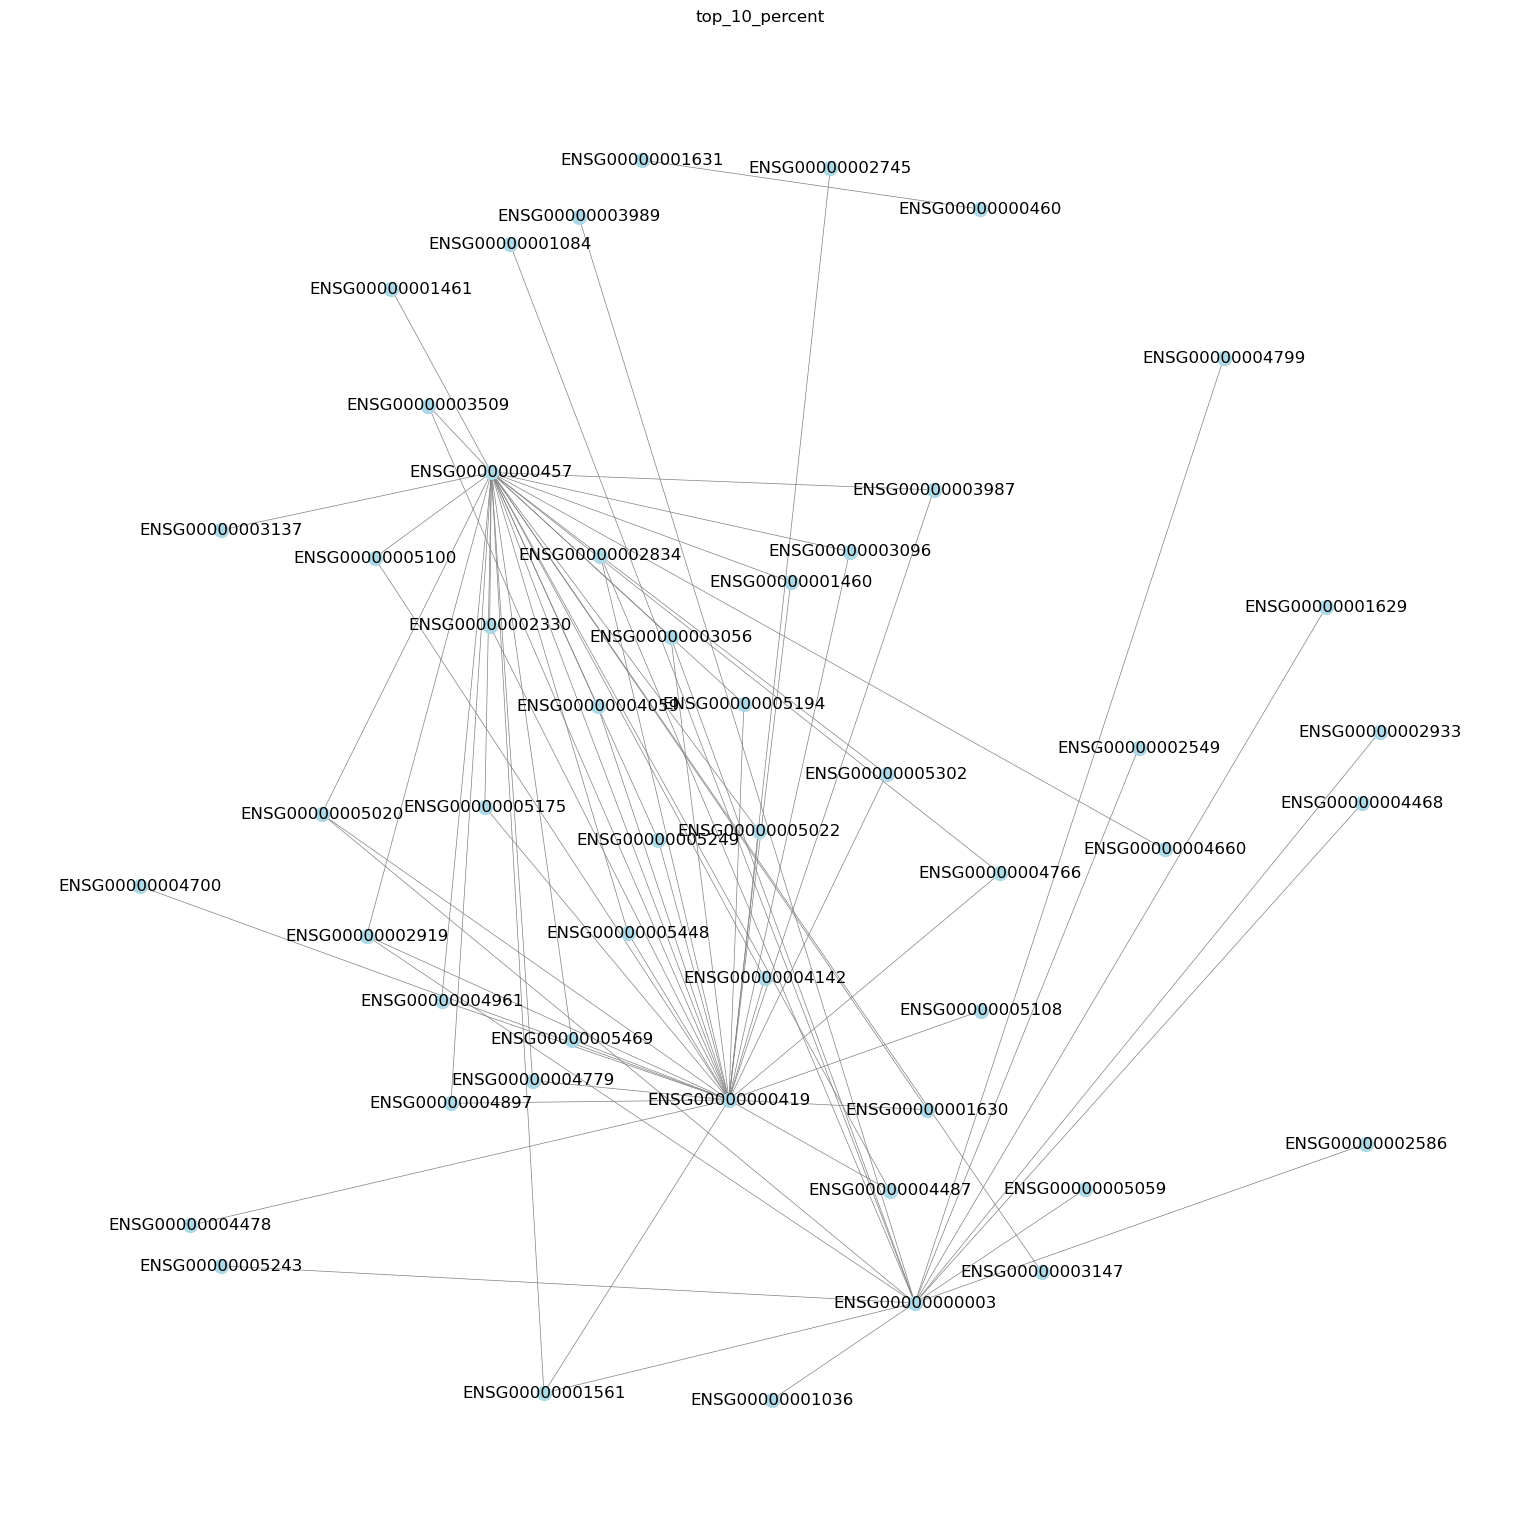 top_10_percent
ENSG00000001631
ENSG00000002745
ENSG00000000460
ENSG00000003989
ENSG00000001084
ENSG00000001461
ENSG00000004799
ENSG00000003509
ENSG00000000457
ENSG00000003987
ENSG00000003137
ENSG00000005100
ENSG00000002834
ENSG00000003096
ENSG00000001460
ENSG00000001629
ENSG00000002330
ENSG00000003056
ENSG00000004059
ENSG00000005194
ENSG00000002933
ENSG00000002549
ENSG00000005302
ENSG00000004468
ENSG00000005020
ENSG00000005175
ENSG00000005249
ENSG00000005022
ENSG00000004660
ENSG00000004766
ENSG00000004700
ENSG00000002919
ENSG00000005448
ENSG00000004142
ENSG00000004961
ENSG00000005108
ENSG00000005469
ENSG00000004779
ENSG00000004897
ENSG00000000419
ENSG00000001630
ENSG00000002586
ENSG00000004487
ENSG00000005059
ENSG00000004478
ENSG00000005243
ENSG00000003147
ENSG00000000003
ENSG00000001561
ENSG00000001036